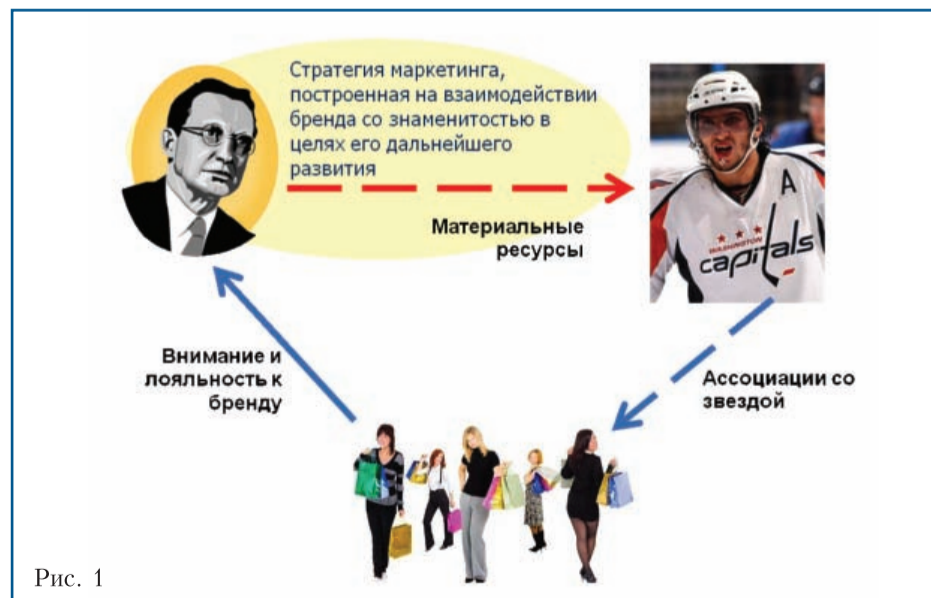 Стратегия маркетинга,
построенная на взаимодействии
бренда со знаменитостью в
целях его дальнейшего
развития
Материальные
ресурсы
A
WASHINGTON
capitals
Внимание и
лояльность к
бренду
Ассоциации со
звездой
Рис. 1